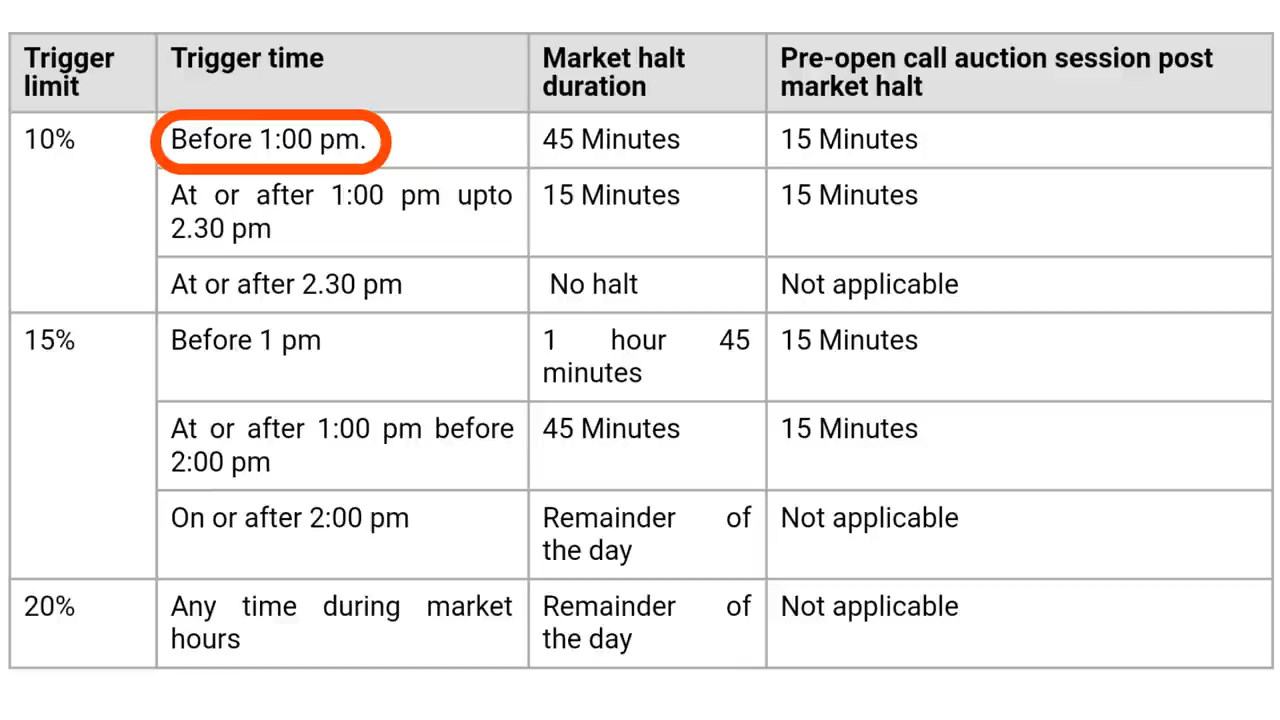 Trigger limit
Trigger time
Market halt duration
Pre-open call auction session post market halt
10%
Before 1:00 pm.
45 Minutes
15 Minutes
At or after 1:00 pm upto 2.30 pm
15 Minutes
15 Minutes
At or after 2.30 pm
No halt
Not applicable
15%
Before 1 pm
1 hour 45 minutes
15 Minutes
At or after 1:00 pm before 2:00 pm
45 Minutes
15 Minutes
On or after 2:00 pm
Remainder of the day
Not applicable
20%
Any time during market hours
Remainder of the day
Not applicable